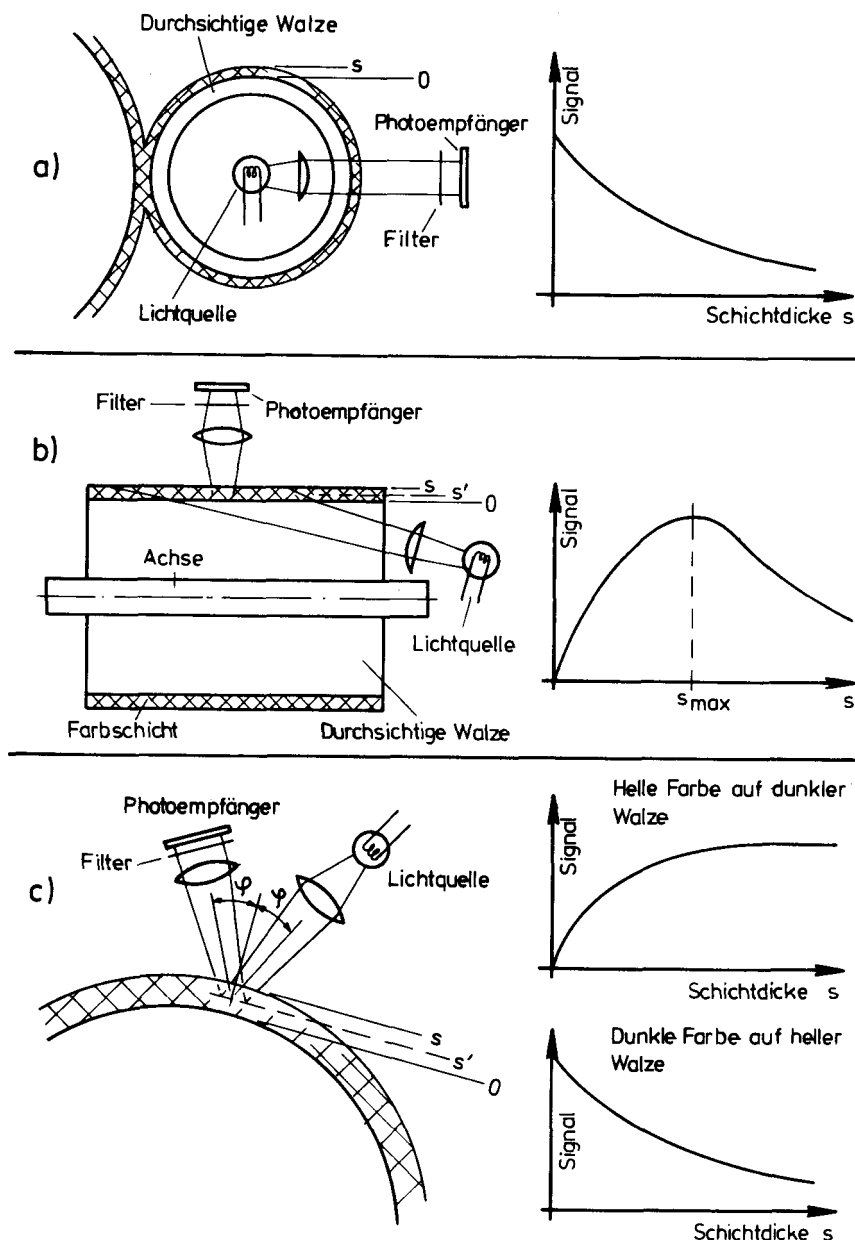 a)
Durchsichtige Walze
s
0
Photoempfänger
Filter
Lichtquelle
Signal
Schichtdicke s
b)
Filter
Photoempfänger
s
s'
0
Achse
Lichtquelle
Farbschicht
Durchsichtige Walze
Signal
smax
s
c)
Photoempfänger
Filter
φ
φ
Lichtquelle
s
s'
0
Helle Farbe auf dunkler
Walze
Signal
Schichtdicke s
Dunkle Farbe auf heller
Walze
Signal
Schichtdicke s